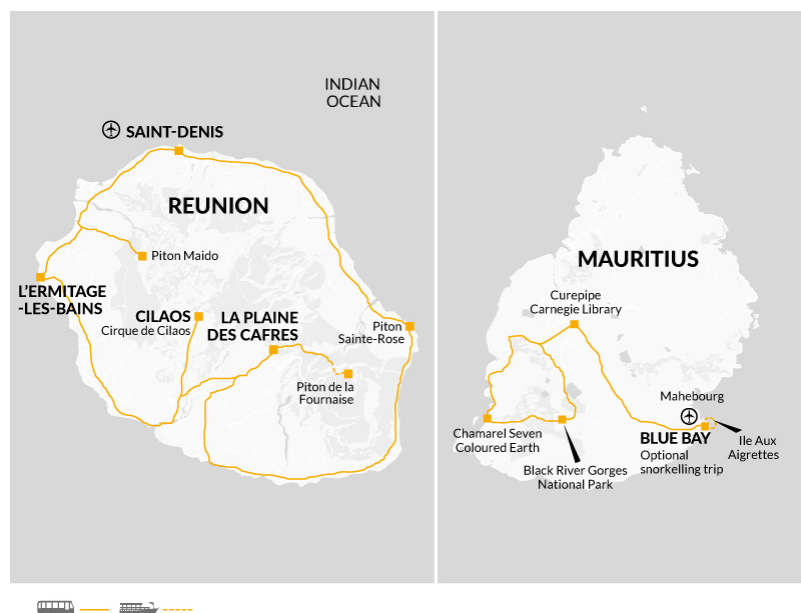 INDIAN
OCEAN
SAINT-DENIS
REUNION
Piton Maido
L'ERMITAGE
-LES-BAINS
CILAOS
Cirque de Cilaos
LA PLAINE
DES CAFRES
Piton
Sainte-Rose
Piton de la
Fournaise
MAURITIUS
Curepipe
Carnegie Library
Mahebourg
BLUE BAY
Optional
snorkelling trip
Ile Aux
Aigrettes
Chamarel Seven
Coloured Earth
Black River Gorges
National Park